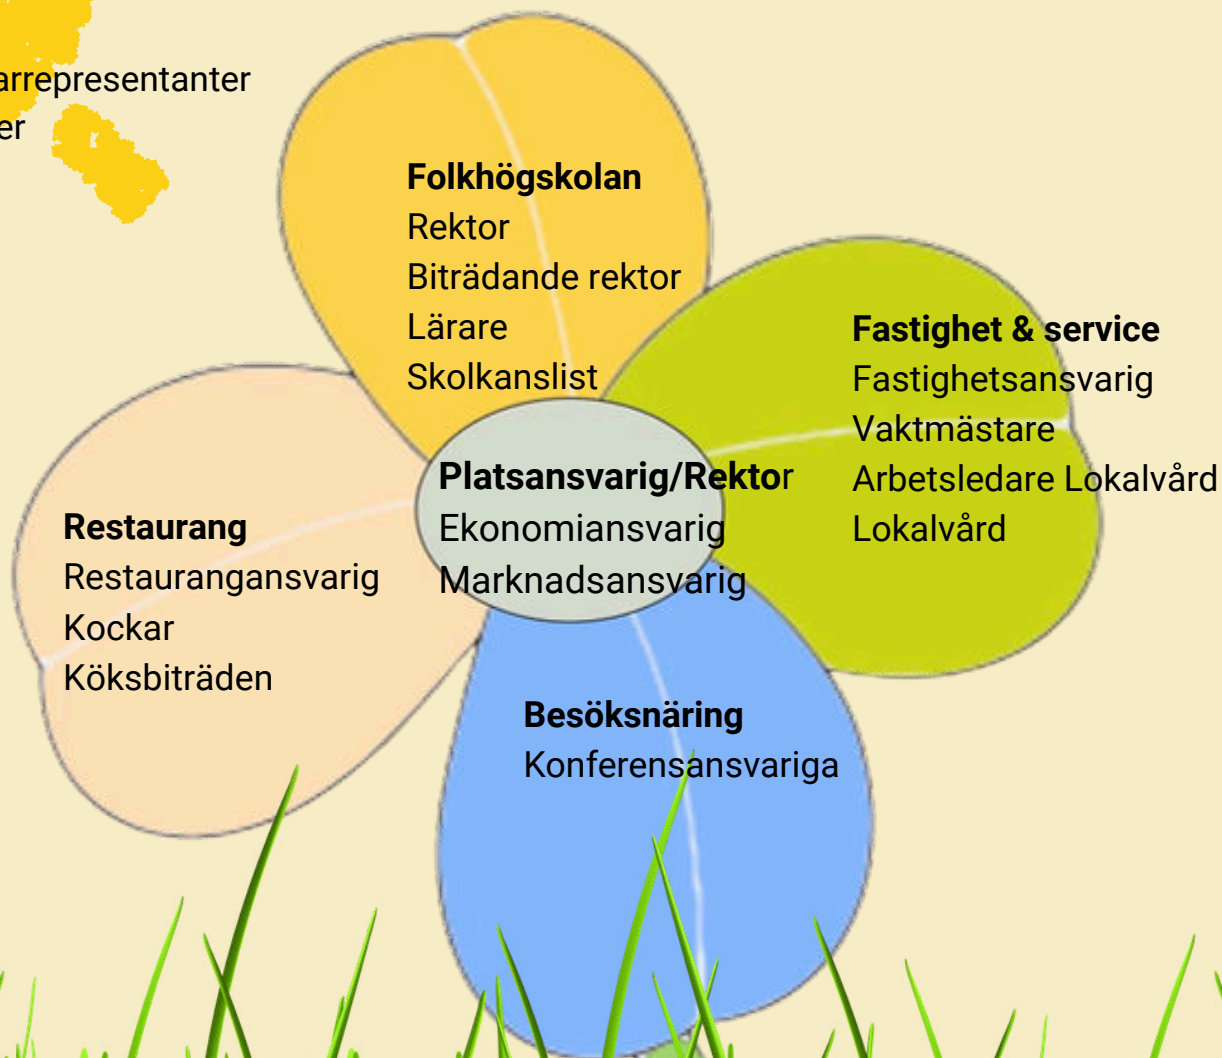 arrepresentanter
er
Folkhögskolan
Rektor
Biträdande rektor
Lärare
Skolkanslist
Fastighet & service
Fastighetsansvarig
Vaktmästare
Arbetsledare Lokalvård
Lokalvård
Platsansvarig/Rektor
Ekonomiansvarig
Marknadsansvarig
Restaurang
Restaurangansvarig
Kockar
Köksbiträden
Besöksnäring
Konferensansvariga